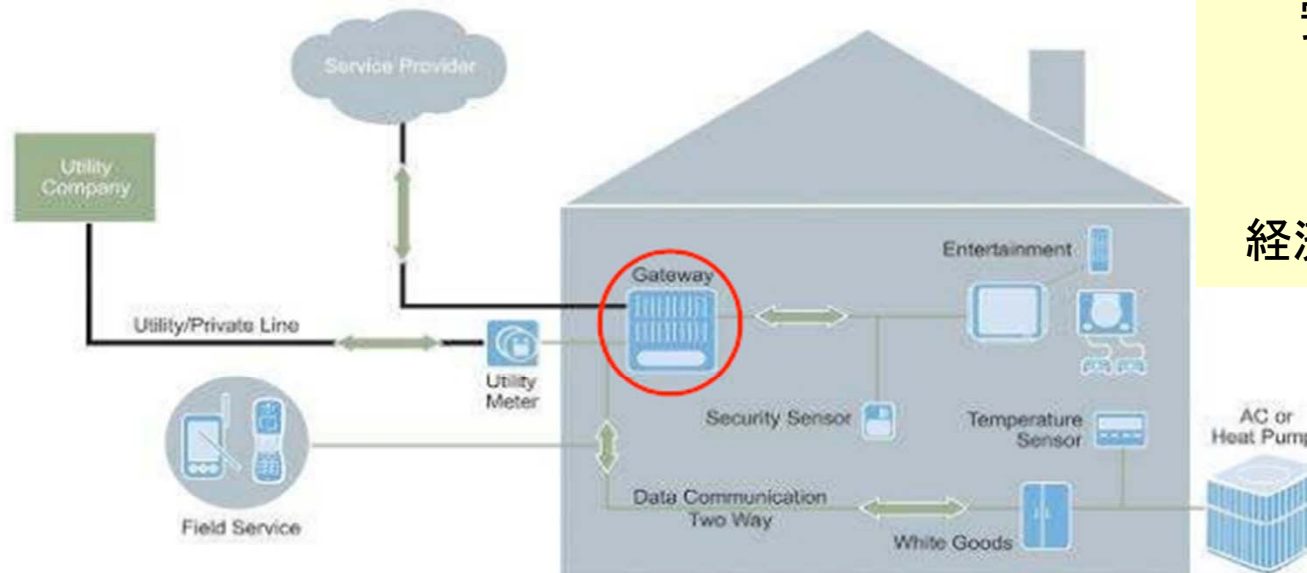 Service Provider
Utility
Company
経済
Entertainment
Gateway
Utility/Private Line
Utility
Meter
Security Sensor
Temperature
Sensor
AC or
Heat Pump
Data Communication
Two Way
White Goods
Field Service